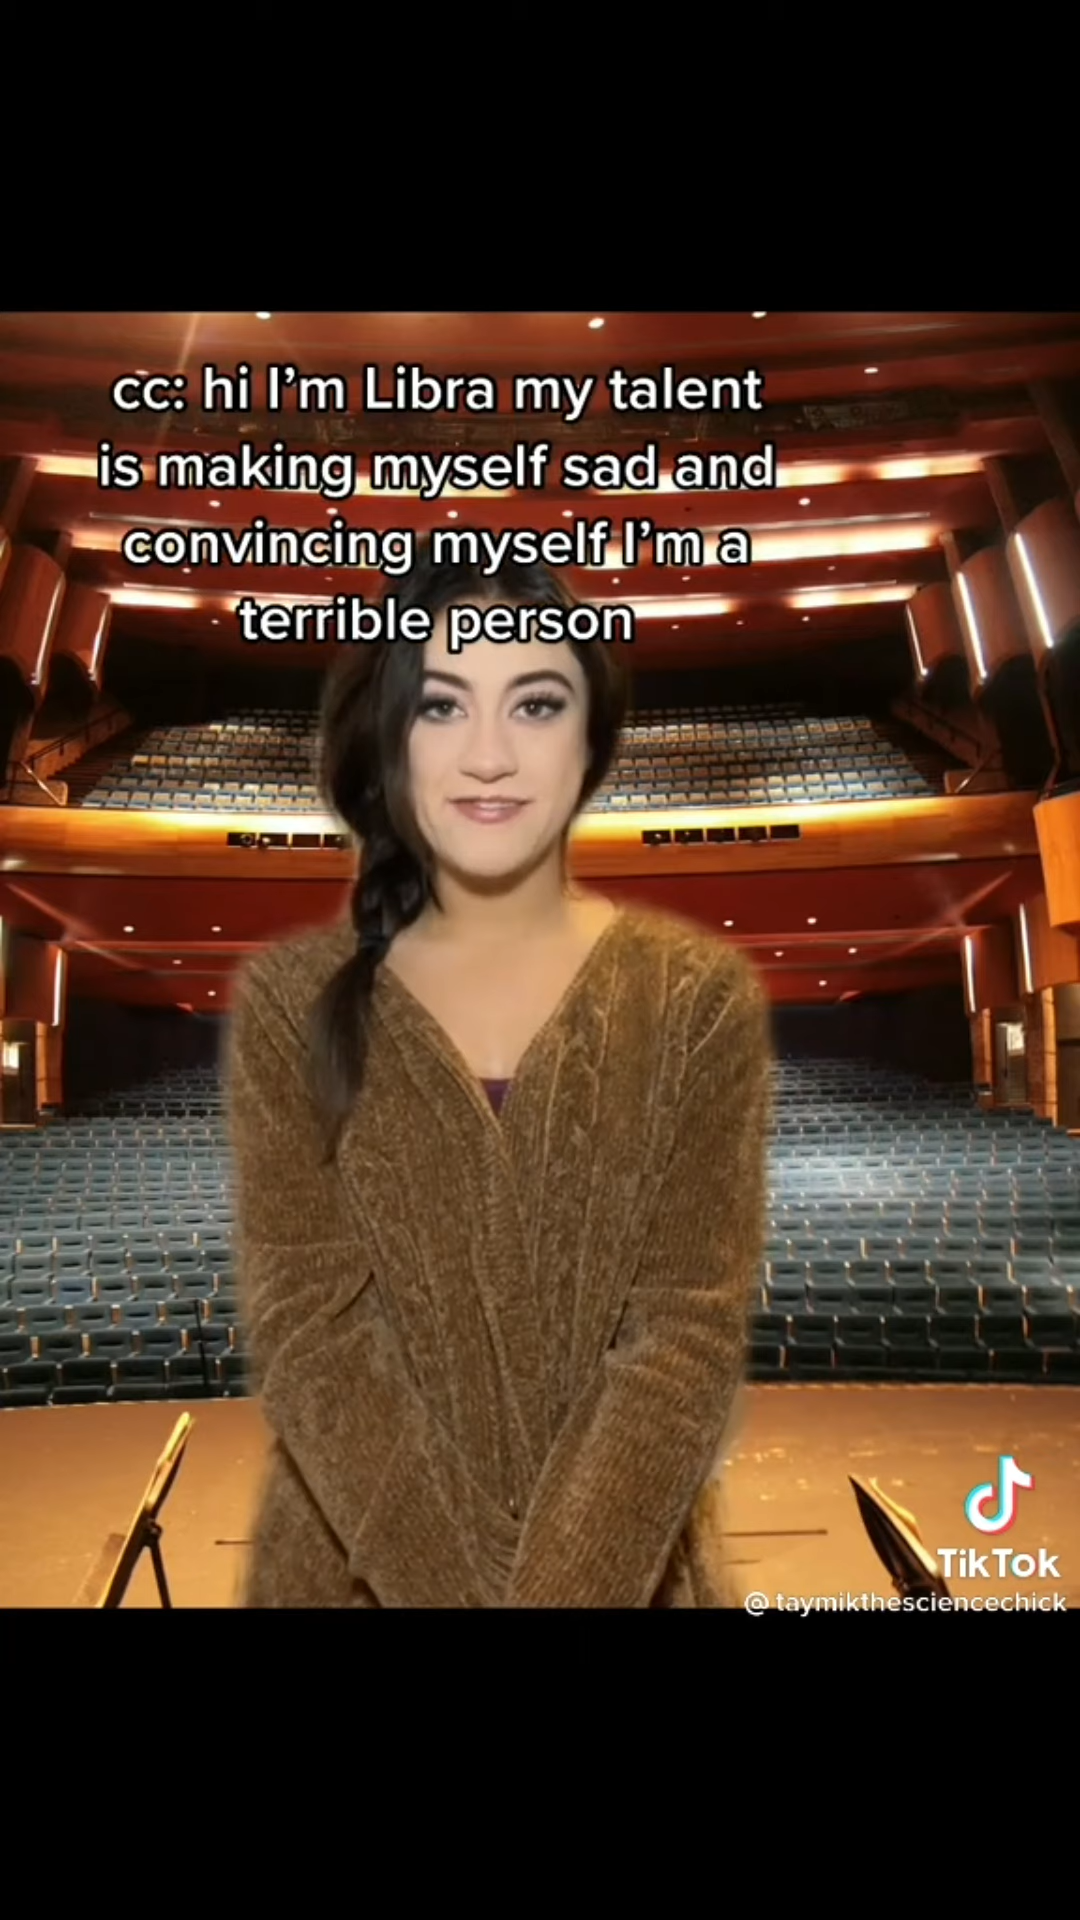 cc: hi I’m Libra my talent
is making myself sad and
convincing myself I’m a
terrible person
TikTok
@taymikthesciencechick